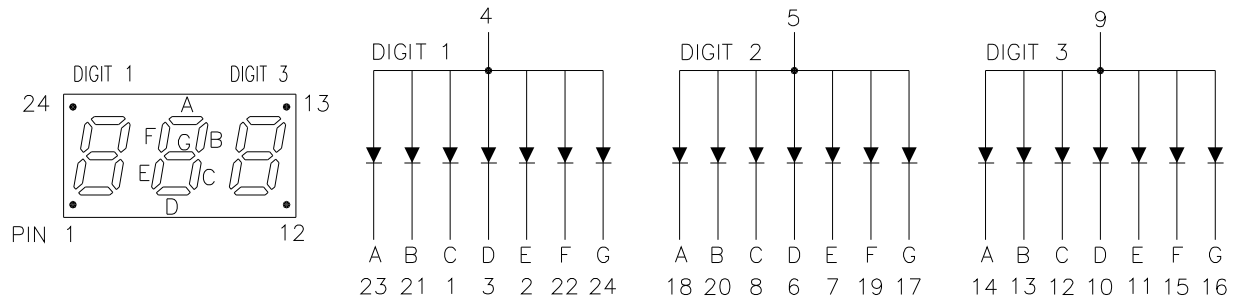 DIGIT 1 DIGIT 3
24 13
A
F G B
E C
D
PIN 1 12
4
DIGIT 1
A B C D E F G
23 21 1 3 2 22 24
5
DIGIT 2
A B C D E F G
18 20 8 6 7 19 17
9
DIGIT 3
A B C D E F G
14 13 12 10 11 15 16